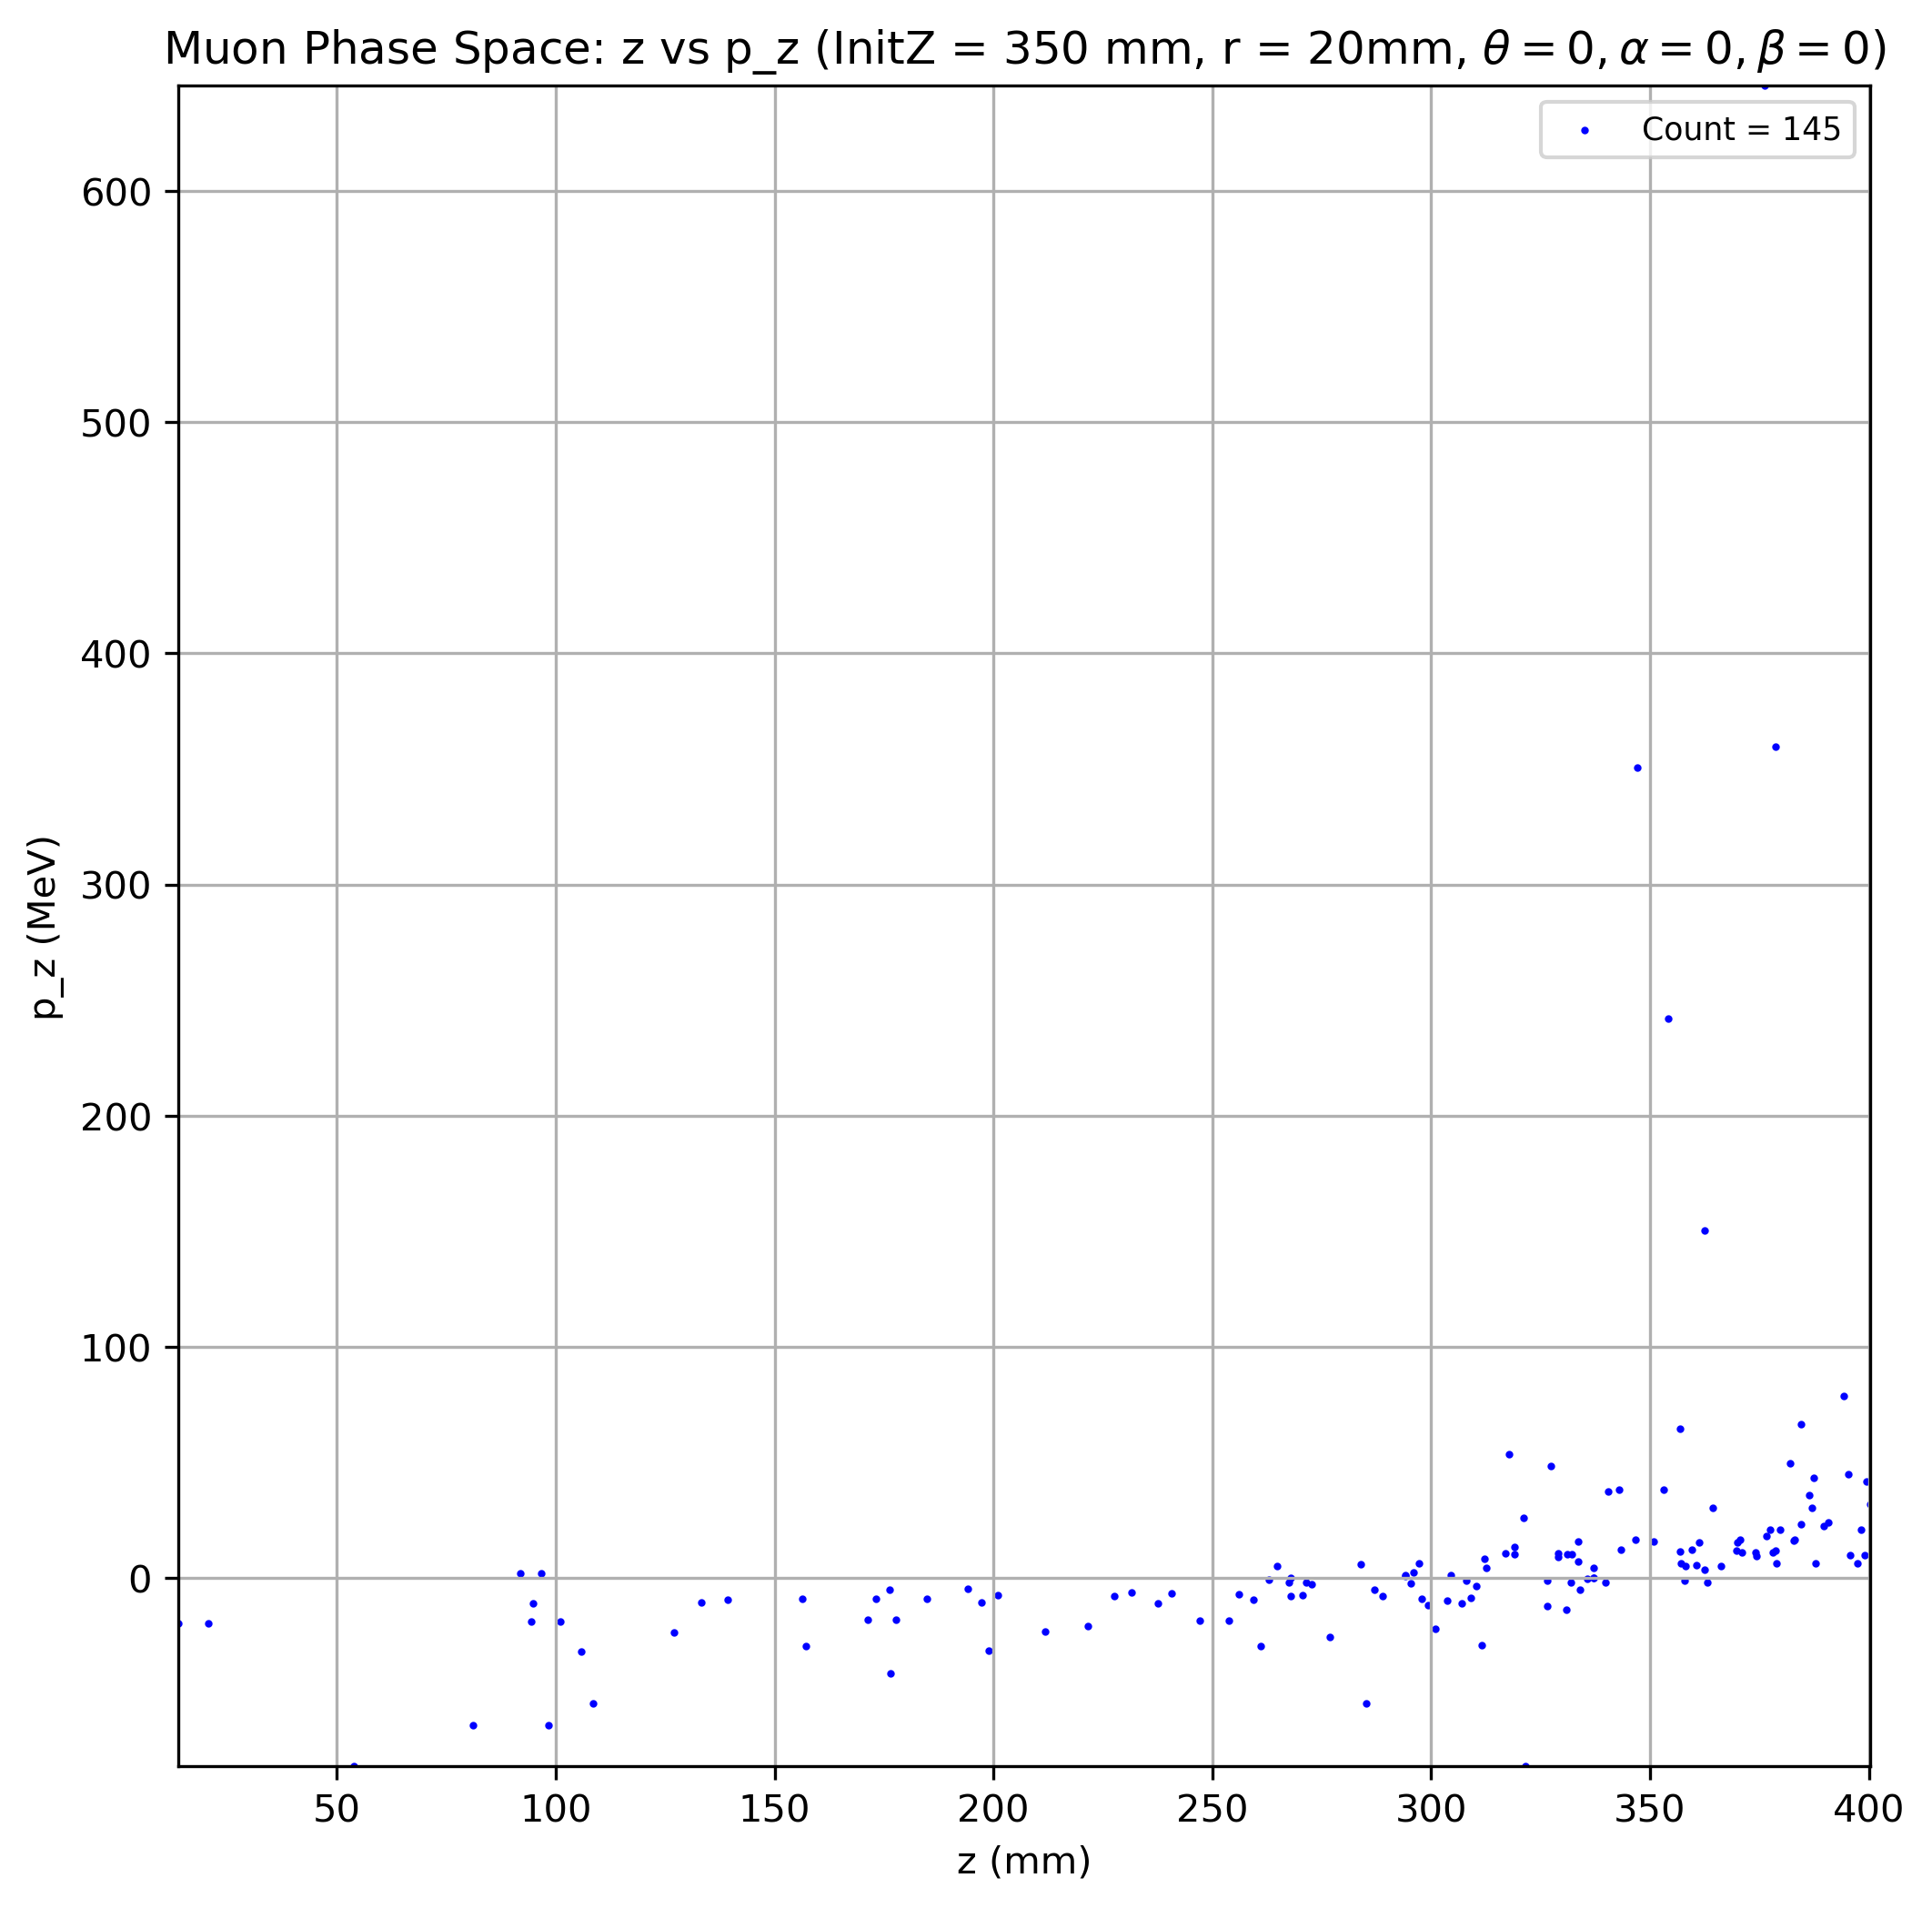 Muon Phase Space: z vs p_z (InitZ = 350 mm, r = 20mm, θ = 0, α = 0, β = 0)
Count = 145
600
500
400
300
200
100
0
p_z (MeV)
50 100 150 200 250 300 350 400
z (mm)